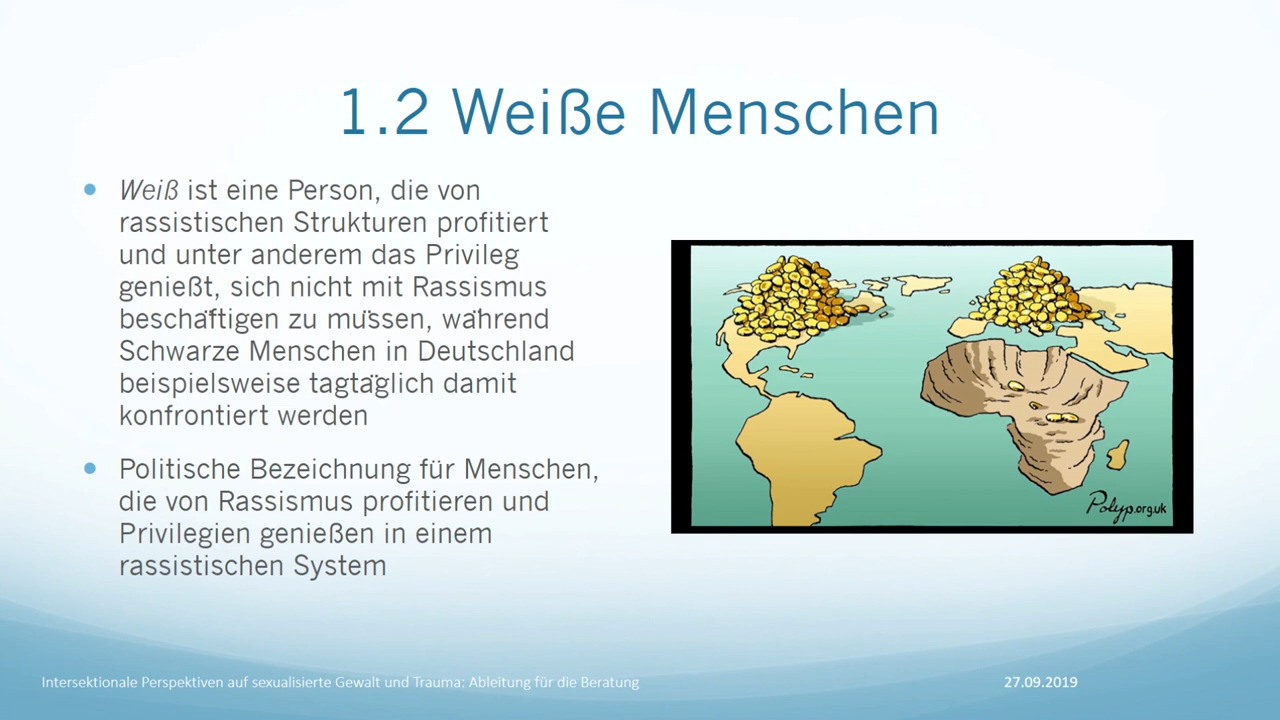 1.2 Weiße Menschen
• Weiß ist eine Person, die von
rassistischen Strukturen profitiert
und unter anderem das Privileg
genießt, sich nicht mit Rassismus
beschäftigen zu müssen, während
Schwarze Menschen in Deutschland
beispielsweise tagtäglich damit
konfrontiert werden
• Politische Bezeichnung für Menschen,
die von Rassismus profitieren und
Privilegien genießen in einem
rassistischen System
Polyp.org.uk
Intersektionale Perspektiven auf sexualisierte Gewalt und Trauma: Ableitung für die Beratung
27.09.2019